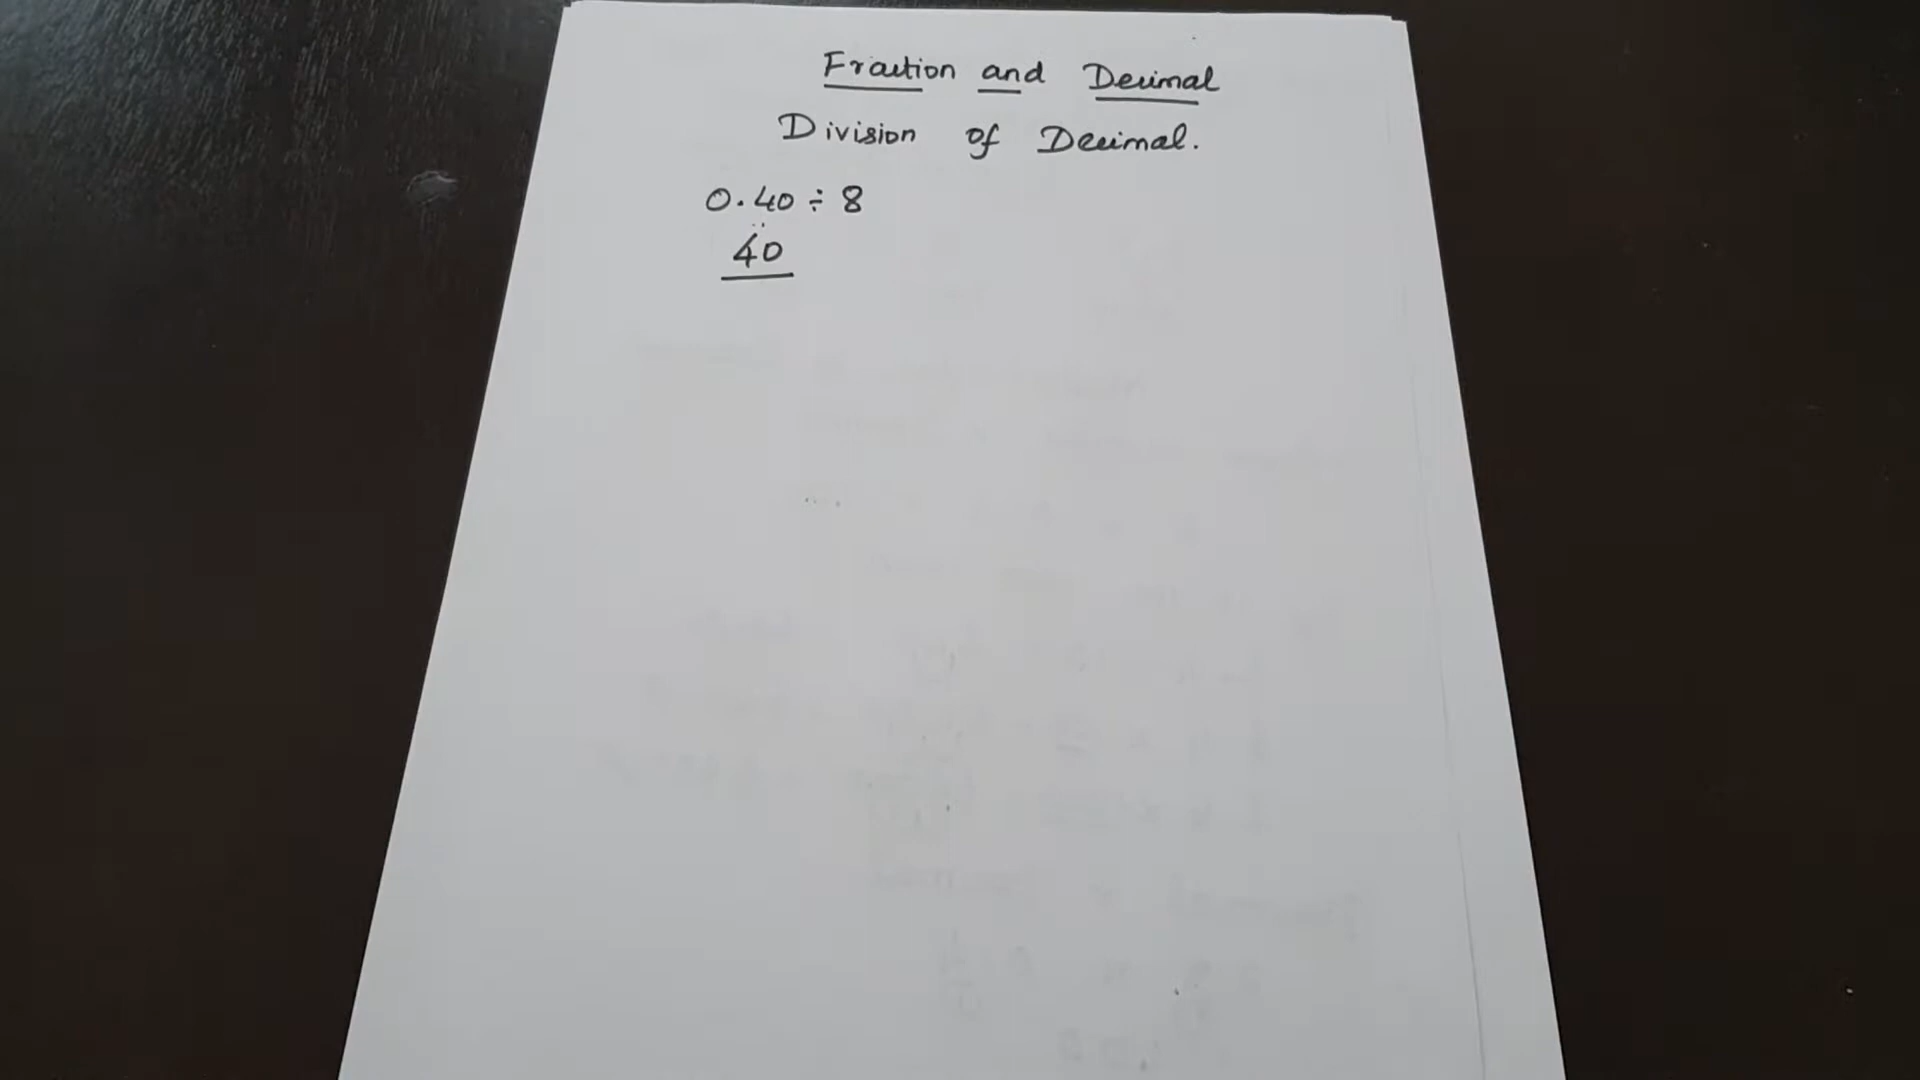 Fraction and Decimal
Division of Decimal.
0.40 ÷ 8
40